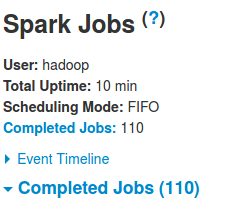 Spark Jobs (?)
User: hadoop
Total Uptime: 10 min
Scheduling Mode: FIFO
Completed Jobs: 110
Event Timeline
Completed Jobs (110)